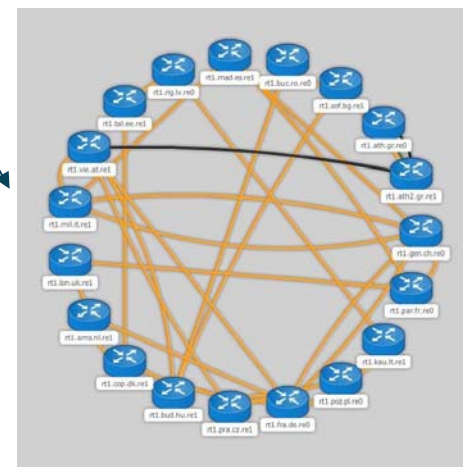 rt1.mad.es.re1
rt1.buc.ro.re0
rt1.rig.lv.re0
rt1.sof.bg.re1
rt1.tal.ee.re1
rt1.ath.gr.re0
rt1.vie.at.re1
rt1.ath2.gr.re1
rt1.mil.it.re1
rt1.gen.ch.re0
rt1.lon.uk.re1
rt1.par.fr.re0
rt1.ams.nl.re1
rt1.kau.lt.re1
rt1.cop.dk.re1
rt1.poz.pl.re0
rt1.bud.hu.re1
rt1.pra.cz.re1
rt1.fra.de.re0